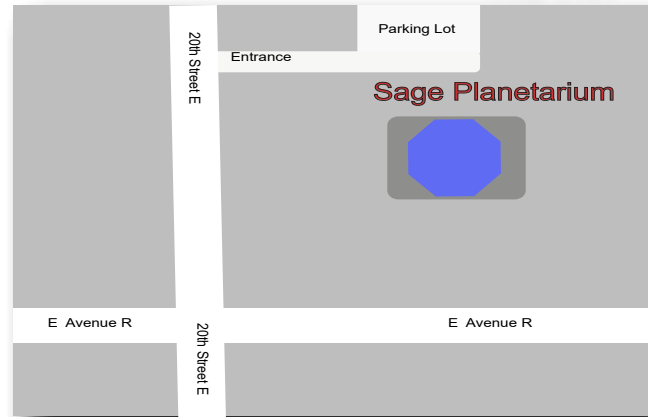 Parking Lot
20th Street E
Entrance
Sage Planetarium
E Avenue R
20th Street E
E Avenue R